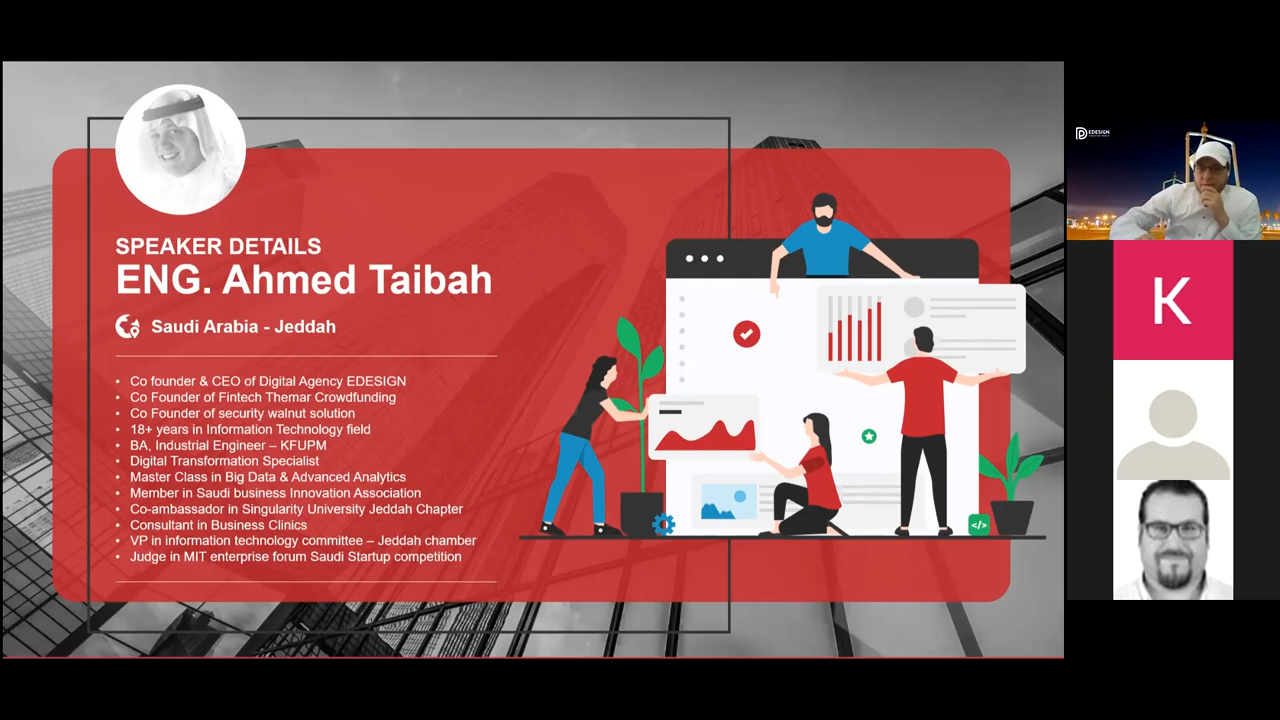 SPEAKER DETAILS
ENG. Ahmed Taibah
Saudi Arabia - Jeddah
• Co founder & CEO of Digital Agency EDESIGN
• Co Founder of Fintech Themar Crowdfunding
• Co Founder of security walnut solution
• 18+ years in Information Technology field
• BA, Industrial Engineer – KFUPM
• Digital Transformation Specialist
• Master Class in Big Data & Advanced Analytics
• Member in Saudi business Innovation Association
• Co-ambassador in Singularity University Jeddah Chapter
• Consultant in Business Clinics
• VP in information technology committee – Jeddah chamber
• Judge in MIT enterprise forum Saudi Startup competition
</>
EDESIGN
K